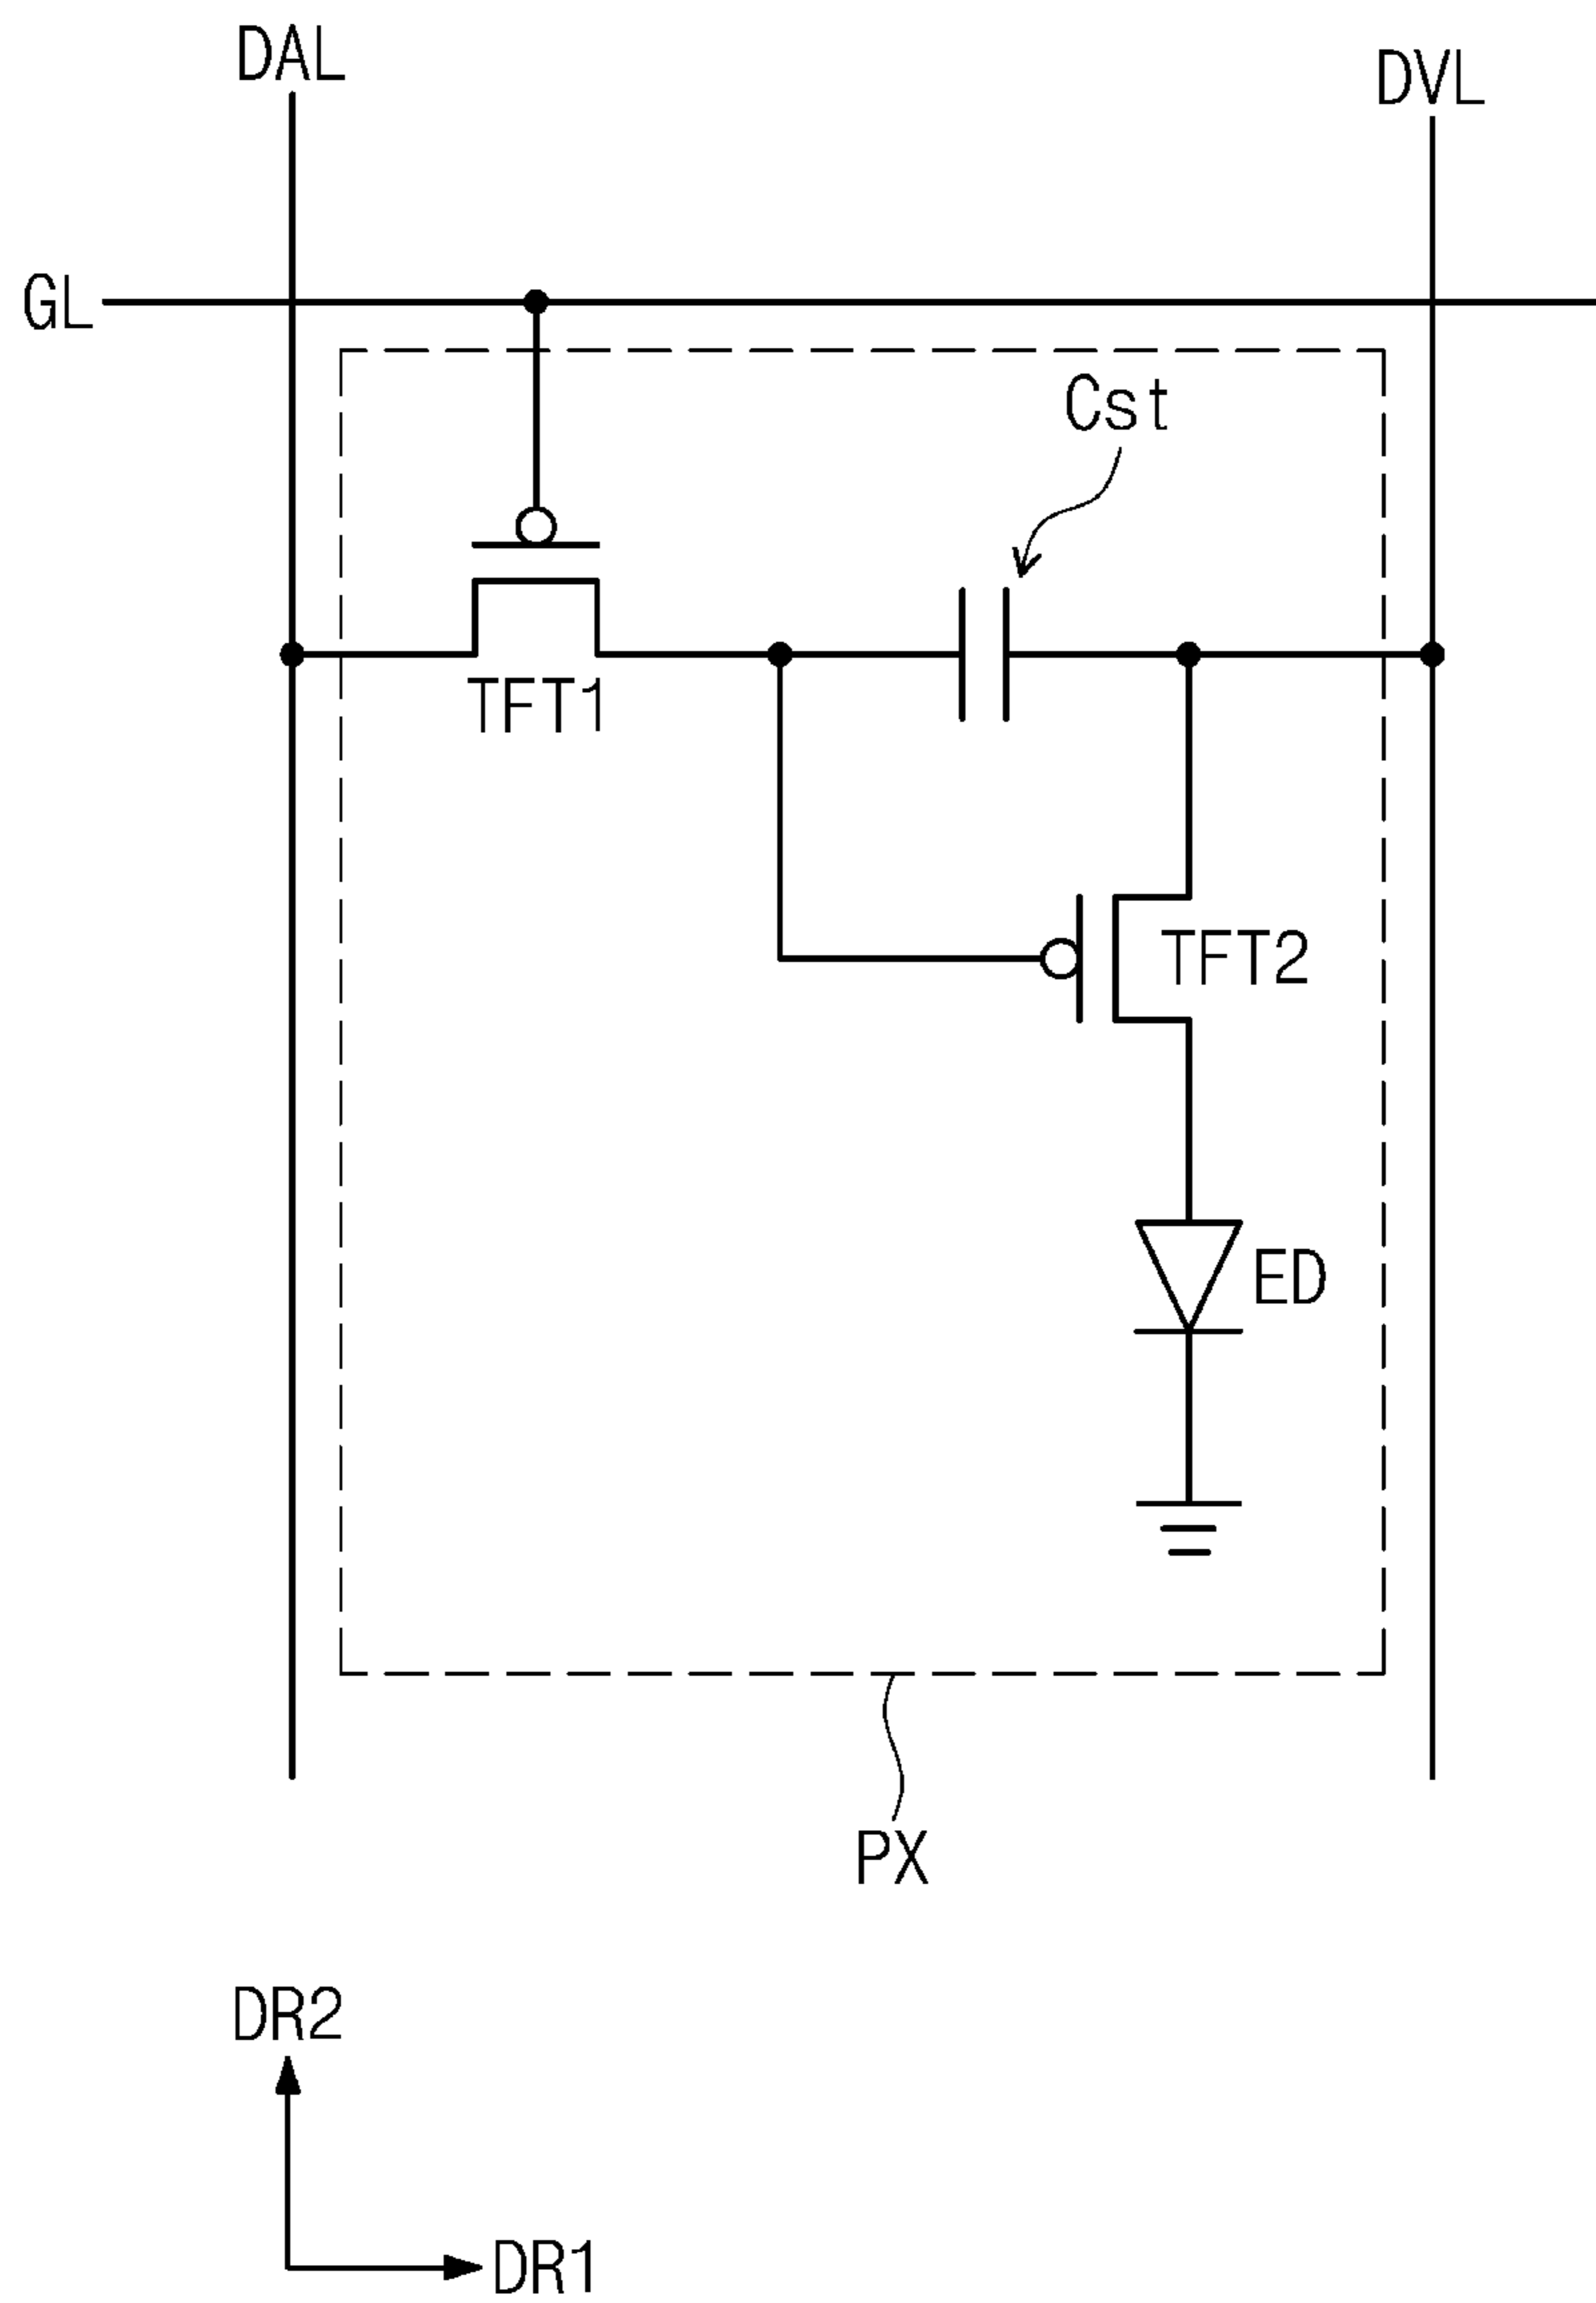 DAL
DVL
GL
Cst
TFT1
TFT2
ED
PX
DR2
DR1